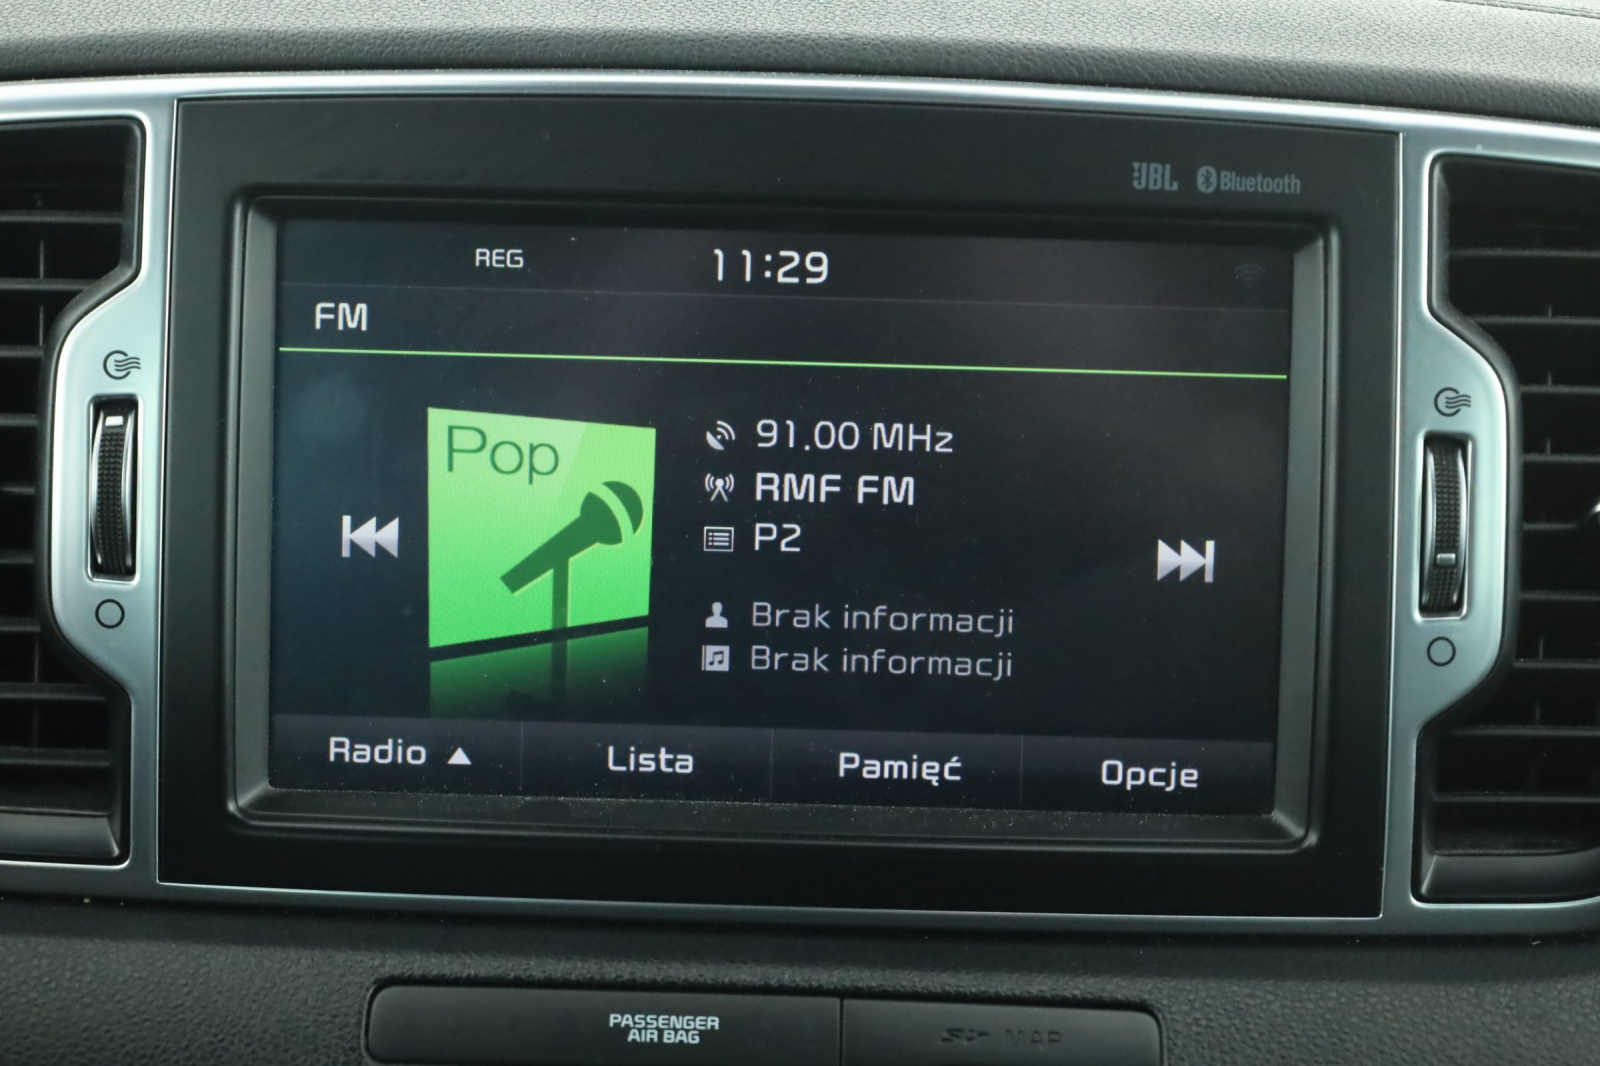 JBL Bluetooth
REG 11:29
FM
Pop
91.00 MHz
RMF FM
P2
Brak informacji
Brak informacji
Radio Lista Pamięć Opcje
PASSENGER
AIR BAG
MAP